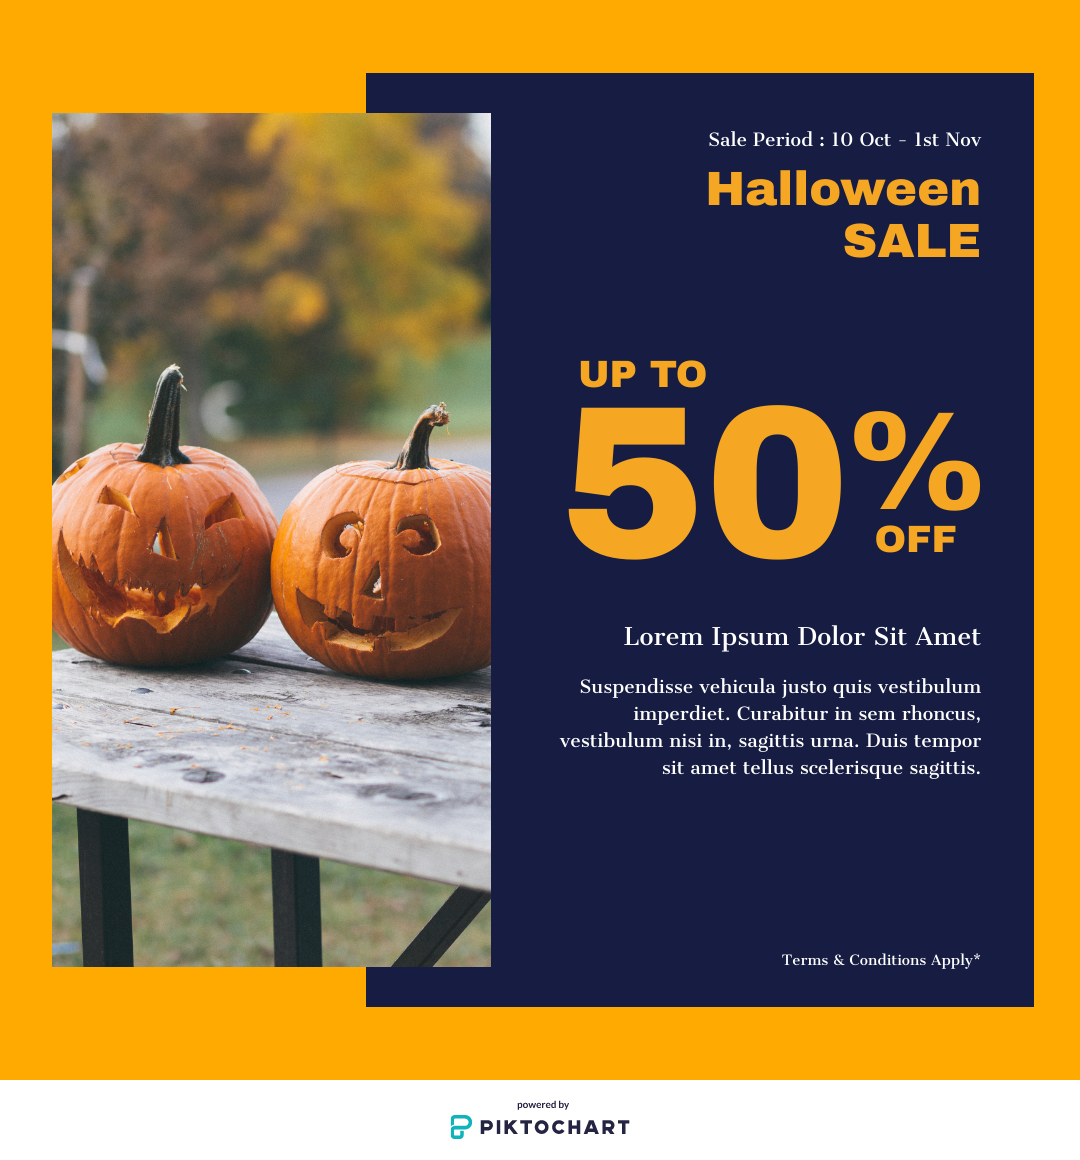 Sale Period : 10 Oct - 1st Nov
Halloween
SALE
UP TO
50%
OFF
Lorem Ipsum Dolor Sit Amet
Suspendisse vehicula justo quis vestibulum
imperdiet. Curabitur in sem rhoncus,
vestibulum nisi in, sagittis urna. Duis tempor
sit amet tellus scelerisque sagittis.
Terms & Conditions Apply*
powered by
PIKTOCHART